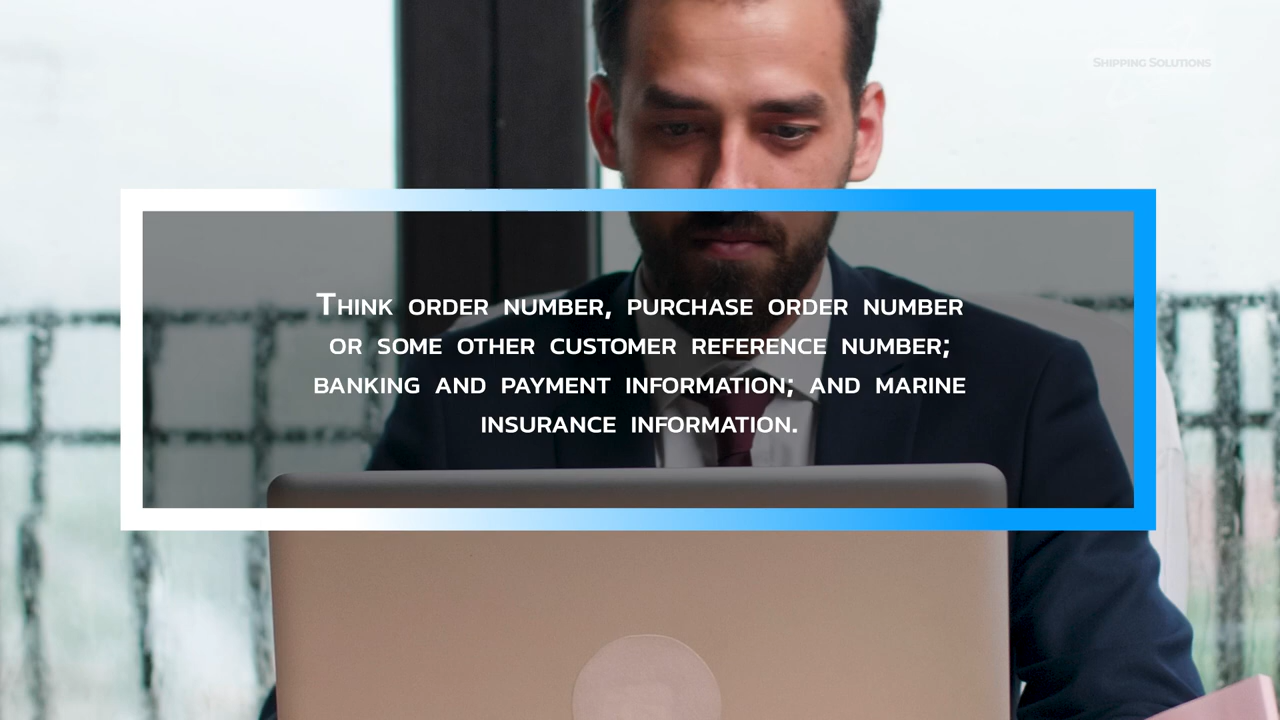 Shipping Solutions
Think order number, purchase order number
or some other customer reference number;
banking and payment information; and marine
insurance information.